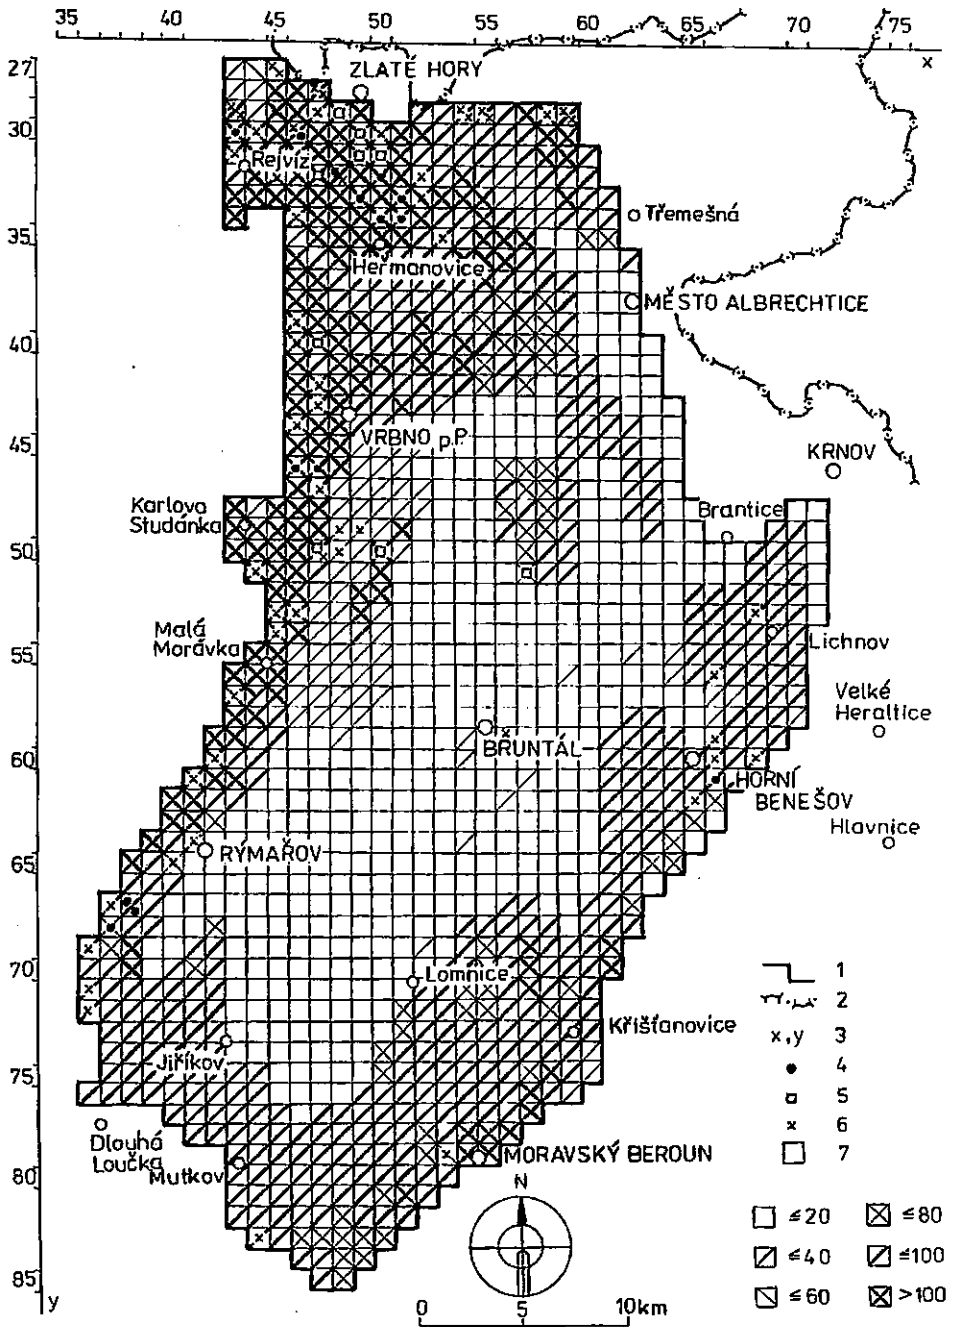 35 40 45 50 55 60 65 70 75
x
27
30
35
40
45
50
55
60
65
70
75
80
85
y
ZLATÉ HORY
Rejvíz
Třemešná
Heřmanovice
MĚSTO ALBRECHTICE
VRBNO p.P.
KRNOV
Karlova
Studánka
Brantice
Malá
Morávka
Lichnov
Velké
Heraltice
BRUNTÁL
HORNÍ
BENEŠOV
Hlavnice
RÝMAŘOV
Lomnice
Křišťanovice
Jiříkov
Dlouhá
Loučka
Mutkov
MORAVSKÝ BEROUN
N
0 5 10km
1
2
x,y 3
4
5
6
7
≤20 ≤80
≤40 ≤100
≤60 >100